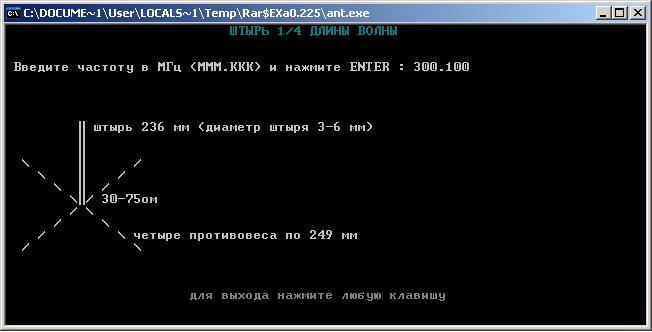 C:\DOCUME~1\User\LOCALS~1\Temp\Rar$EXa0.225\ant.exe
ШТЫРЬ 1/4 ДЛИНЫ ВОЛНЫ
Введите частоту в МГц (МММ.ККК) и нажмите ENTER : 300.100
штырь 236 мм (диаметр штыря 3-6 мм)
30-75ом
четыре противовеса по 249 мм
для выхода нажмите любую клавишу